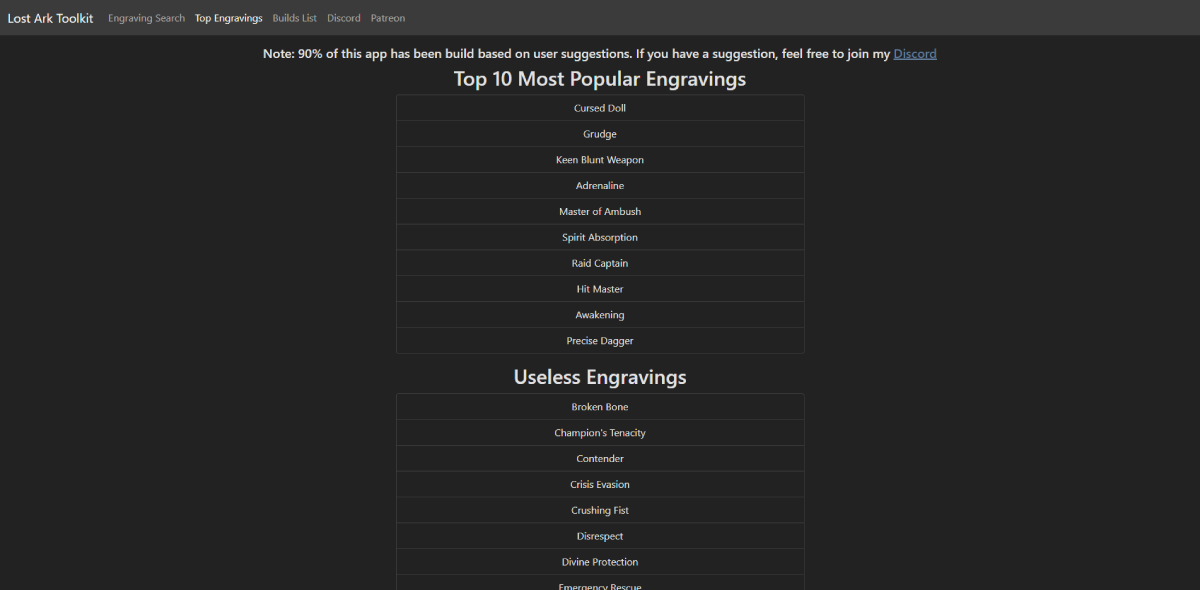 Lost Ark Toolkit Engraving Search Top Engravings Builds List Discord Patreon
Note: 90% of this app has been build based on user suggestions. If you have a suggestion, feel free to join my Discord
Top 10 Most Popular Engravings
Cursed Doll
Grudge
Keen Blunt Weapon
Adrenaline
Master of Ambush
Spirit Absorption
Raid Captain
Hit Master
Awakening
Precise Dagger
Useless Engravings
Broken Bone
Champion's Tenacity
Contender
Crisis Evasion
Crushing Fist
Disrespect
Divine Protection
Emergency Rescue